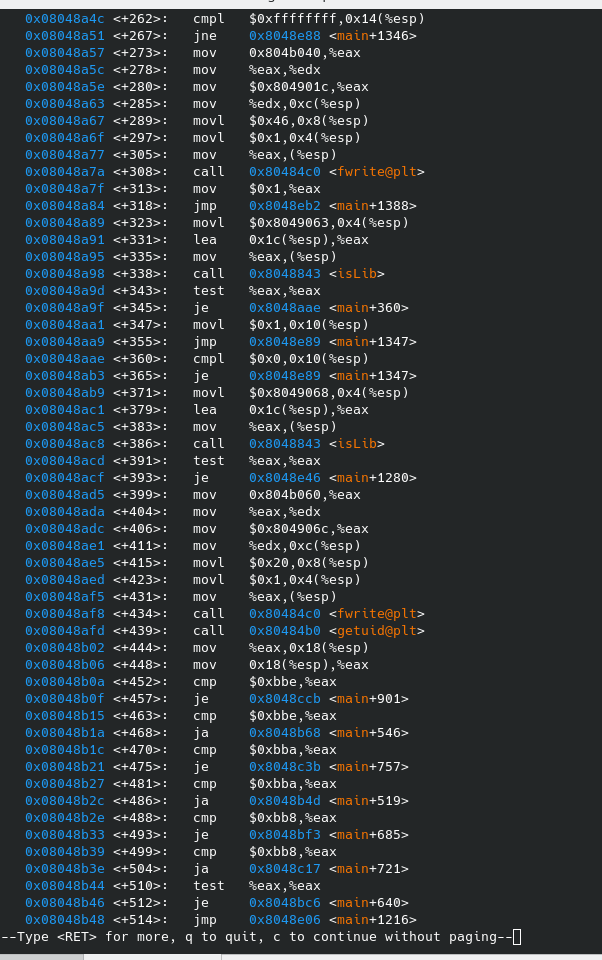 0x08048a4c <+262>: cmpl $0xffffffff,0x14(%esp)
0x08048a51 <+267>: jne 0x8048e88 <main+1346>
0x08048a57 <+273>: mov 0x804b040,%eax
0x08048a5c <+278>: mov %eax,%edx
0x08048a5e <+280>: mov $0x804901c,%eax
0x08048a63 <+285>: mov %edx,0xc(%esp)
0x08048a67 <+289>: movl $0x46,0x8(%esp)
0x08048a6f <+297>: movl $0x1,0x4(%esp)
0x08048a77 <+305>: mov %eax,(%esp)
0x08048a7a <+308>: call 0x80484c0 <fwrite@plt>
0x08048a7f <+313>: mov $0x1,%eax
0x08048a84 <+318>: jmp 0x8048eb2 <main+1388>
0x08048a89 <+323>: movl $0x8049063,0x4(%esp)
0x08048a91 <+331>: lea 0x1c(%esp),%eax
0x08048a95 <+335>: mov %eax,(%esp)
0x08048a98 <+338>: call 0x8048843 <isLib>
0x08048a9d <+343>: test %eax,%eax
0x08048a9f <+345>: je 0x8048aae <main+360>
0x08048aa1 <+347>: movl $0x1,0x10(%esp)
0x08048aa9 <+355>: jmp 0x8048e89 <main+1347>
0x08048aae <+360>: cmpl $0x0,0x10(%esp)
0x08048ab3 <+365>: je 0x8048e89 <main+1347>
0x08048ab9 <+371>: movl $0x8049068,0x4(%esp)
0x08048ac1 <+379>: lea 0x1c(%esp),%eax
0x08048ac5 <+383>: mov %eax,(%esp)
0x08048ac8 <+386>: call 0x8048843 <isLib>
0x08048acd <+391>: test %eax,%eax
0x08048acf <+393>: je 0x8048e46 <main+1280>
0x08048ad5 <+399>: mov 0x804b060,%eax
0x08048ada <+404>: mov %eax,%edx
0x08048adc <+406>: mov $0x804906c,%eax
0x08048ae1 <+411>: mov %edx,0xc(%esp)
0x08048ae5 <+415>: movl $0x20,0x8(%esp)
0x08048aed <+423>: movl $0x1,0x4(%esp)
0x08048af5 <+431>: mov %eax,(%esp)
0x08048af8 <+434>: call 0x80484c0 <fwrite@plt>
0x08048afd <+439>: call 0x80484b0 <getuid@plt>
0x08048b02 <+444>: mov %eax,0x18(%esp)
0x08048b06 <+448>: mov 0x18(%esp),%eax
0x08048b0a <+452>: cmp $0xbbe,%eax
0x08048b0f <+457>: je 0x8048ccb <main+901>
0x08048b15 <+463>: cmp $0xbbe,%eax
0x08048b1a <+468>: ja 0x8048b68 <main+546>
0x08048b1c <+470>: cmp $0xbba,%eax
0x08048b21 <+475>: je 0x8048c3b <main+757>
0x08048b27 <+481>: cmp $0xbba,%eax
0x08048b2c <+486>: ja 0x8048b4d <main+519>
0x08048b2e <+488>: cmp $0xbb8,%eax
0x08048b33 <+493>: je 0x8048bf3 <main+685>
0x08048b39 <+499>: cmp $0xbb8,%eax
0x08048b3e <+504>: ja 0x8048c17 <main+721>
0x08048b44 <+510>: test %eax,%eax
0x08048b46 <+512>: je 0x8048bc6 <main+640>
0x08048b48 <+514>: jmp 0x8048e06 <main+1216>
--Type <RET> for more, q to quit, c to continue without paging--